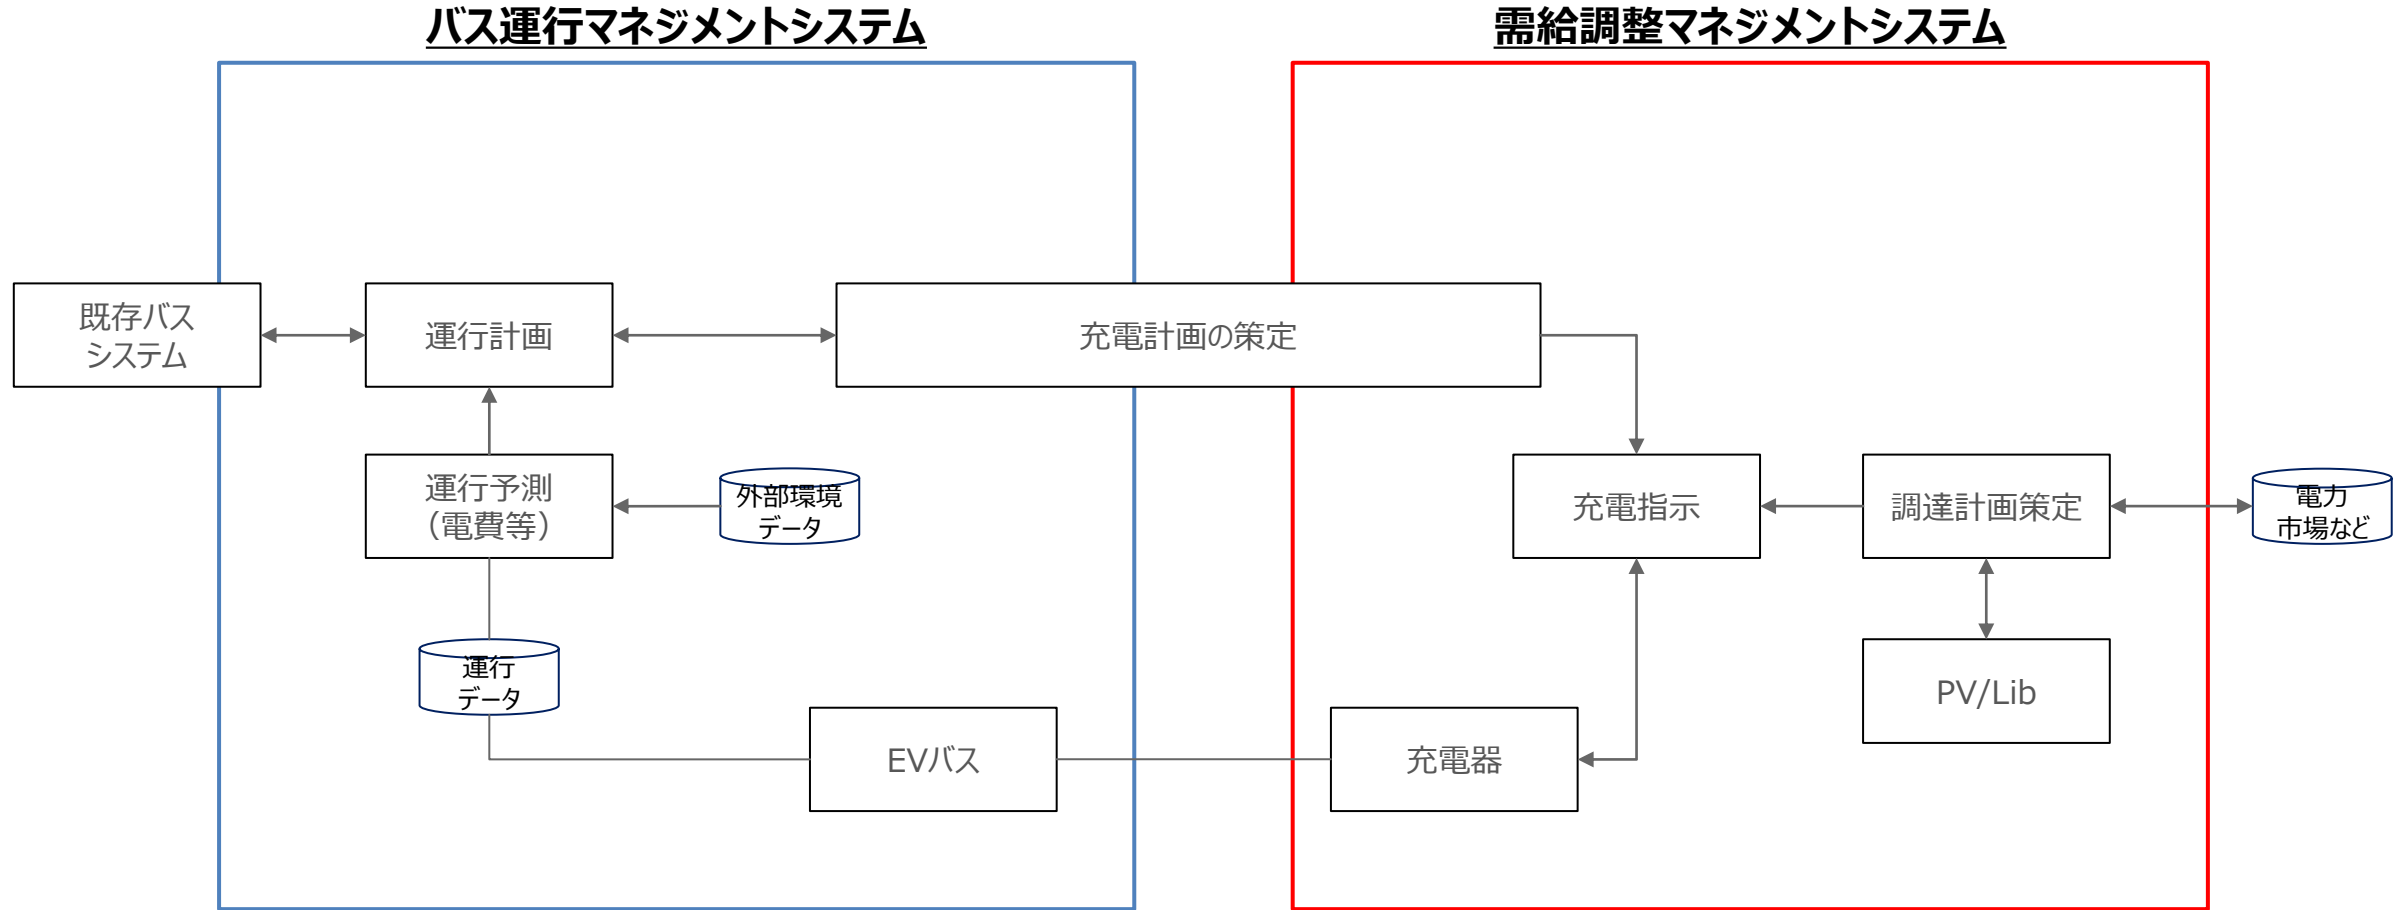 バス運行マネジメントシステム
需給調整マネジメントシステム
既存バス
システム
運行計画
充電計画の策定
運行予測
（電費等）
外部環境
データ
充電指示
調達計画策定
電力
市場など
運行
データ
PV/Lib
EVバス
充電器